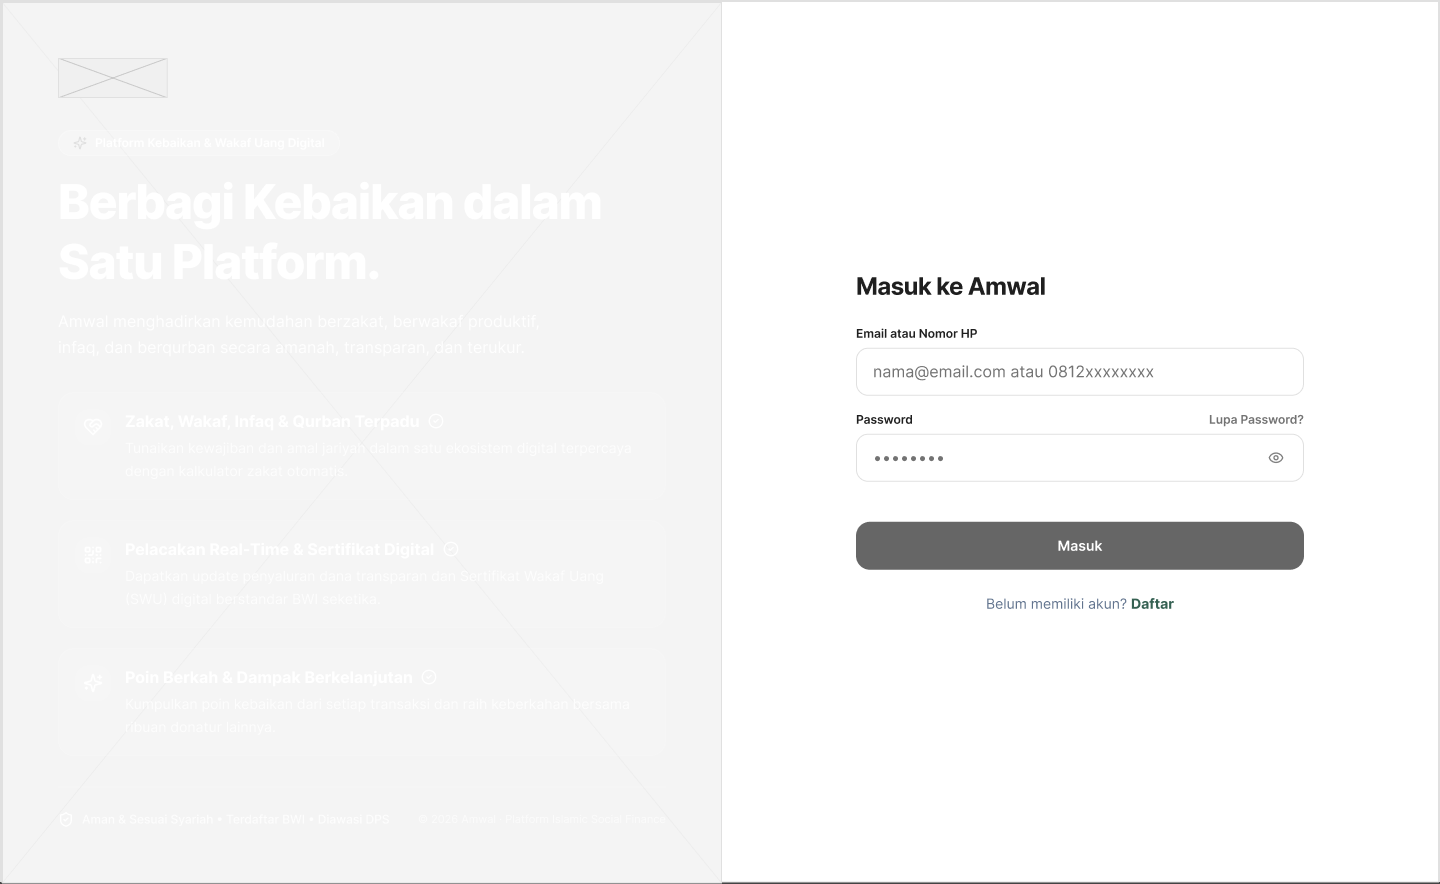 Platform Kebaikan & Wakaf Uang Digital
Berbagi Kebaikan dalam
Satu Platform.
Amwal menghadirkan kemudahan berzakat, berwakaf produktif,
infaq, dan berqurban secara amanah, transparan, dan terukur.
Zakat, Wakaf, Infaq & Qurban Terpadu
Tunaikan kewajiban dan amal jariyah dalam satu ekosistem digital terpercaya
dengan kalkulator zakat otomatis.
Pelacakan Real-Time & Sertifikat Digital
Dapatkan update penyaluran dana transparan dan Sertifikat Wakaf Uang
(SWU) digital berstandar BWI seketika.
Poin Berkah & Dampak Berkelanjutan
Kumpulkan poin kebaikan dari setiap transaksi dan raih keberkahan bersama
ribuan donatur lainnya.
Aman & Sesuai Syariah • Terdaftar BWI • Diawasi DPS
Masuk ke Amwal
Email atau Nomor HP
nama@email.com atau 0812xxxxxxxx
Password
Lupa Password?
••••••••
Masuk
Belum memiliki akun? Daftar